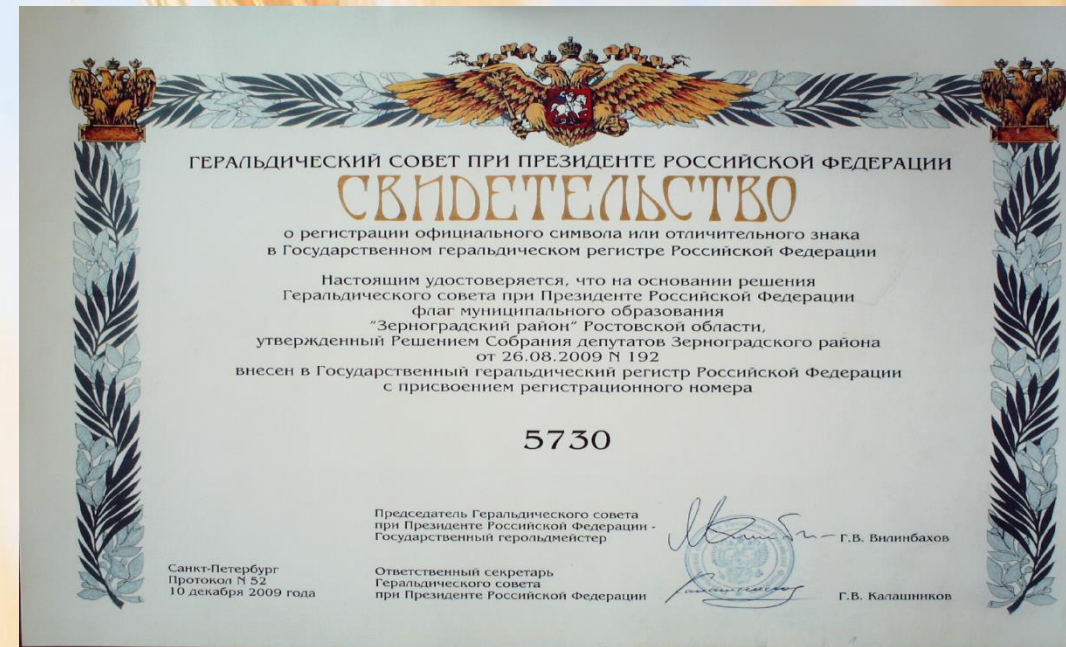 ГЕРАЛЬДИЧЕСКИЙ СОВЕТ ПРИ ПРЕЗИДЕНТЕ РОССИЙСКОЙ ФЕДЕРАЦИИ
СВИДЕТЕЛЬСТВО
о регистрации официального символа или отличительного знака
в Государственном геральдическом регистре Российской Федерации
Настоящим удостоверяется, что на основании решения
Геральдического совета при Президенте Российской Федерации
флаг муниципального образования
"Зерноградский район" Ростовской области,
утвержденный Решением Собрания депутатов Зерноградского района
от 26.08.2009 N 192
внесен в Государственный геральдический регистр Российской Федерации
с присвоением регистрационного номера
5730
Председатель Геральдического совета
при Президенте Российской Федерации -
Государственный герольдмейстер
Г.В. Вилинбахов
Санкт-Петербург
Протокол N 52
10 декабря 2009 года
Ответственный секретарь
Геральдического совета
при Президенте Российской Федерации
Г.В. Калашников